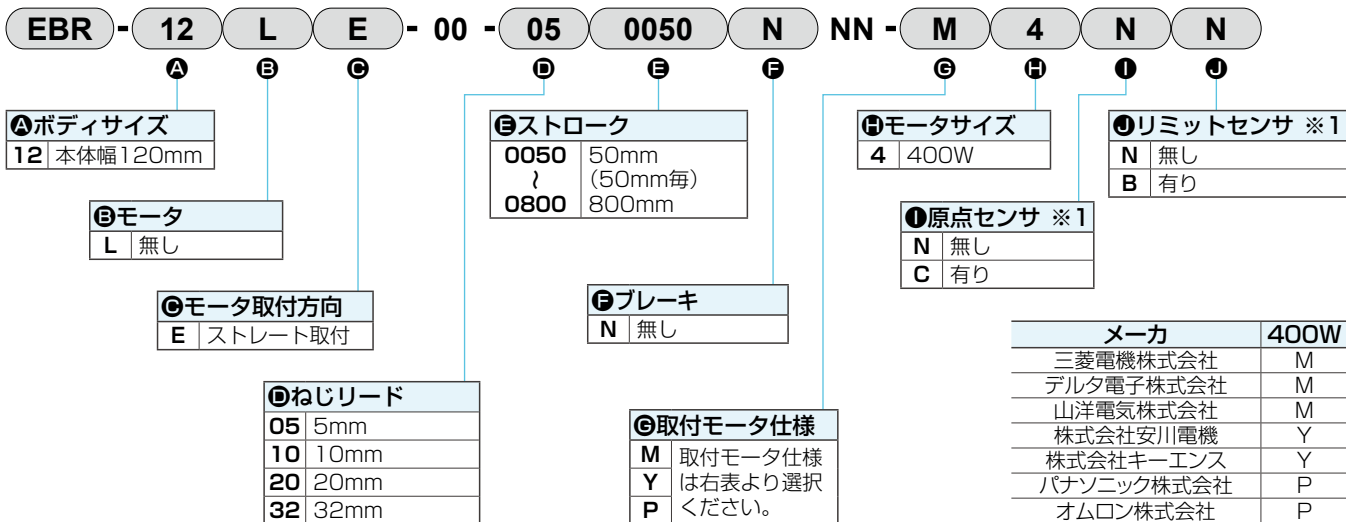 EBR - 12 L E - 00 - 05 0050 N NN - M 4 N N
Ⓐ Ⓑ Ⓒ Ⓓ Ⓔ Ⓕ Ⓖ Ⓗ Ⓘ Ⓙ
Ⓐボディサイズ
12 本体幅120mm
Ⓑモータ
L 無し
Ⓒモータ取付方向
E ストレート取付
Ⓓねじリード
05 5mm
10 10mm
20 20mm
32 32mm
Ⓔストローク
0050 50mm
〜 （50mm毎）
0800 800mm
Ⓕブレーキ
N 無し
Ⓖ取付モータ仕様
M 取付モータ仕様
Y は右表より選択
P ください。
Ⓗモータサイズ
4 400W
Ⓘ原点センサ ※1
N 無し
C 有り
Ⓙリミットセンサ ※1
N 無し
B 有り
メーカ 400W
三菱電機株式会社 M
デルタ電子株式会社 M
山洋電気株式会社 M
株式会社安川電機 Y
株式会社キーエンス Y
パナソニック株式会社 P
オムロン株式会社 P